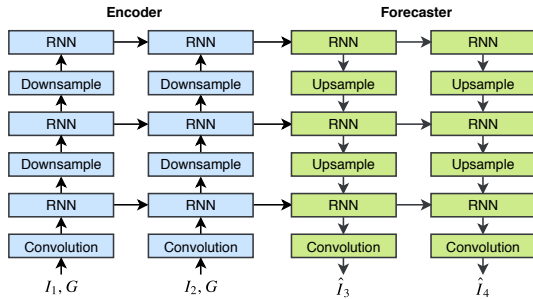 Encoder Forecaster
RNN RNN RNN RNN
Downsample Downsample Upsample Upsample
RNN RNN RNN RNN
Downsample Downsample Upsample Upsample
RNN RNN RNN RNN
Convolution Convolution Convolution Convolution
I₁, G I₂, G Î₃ Î₄